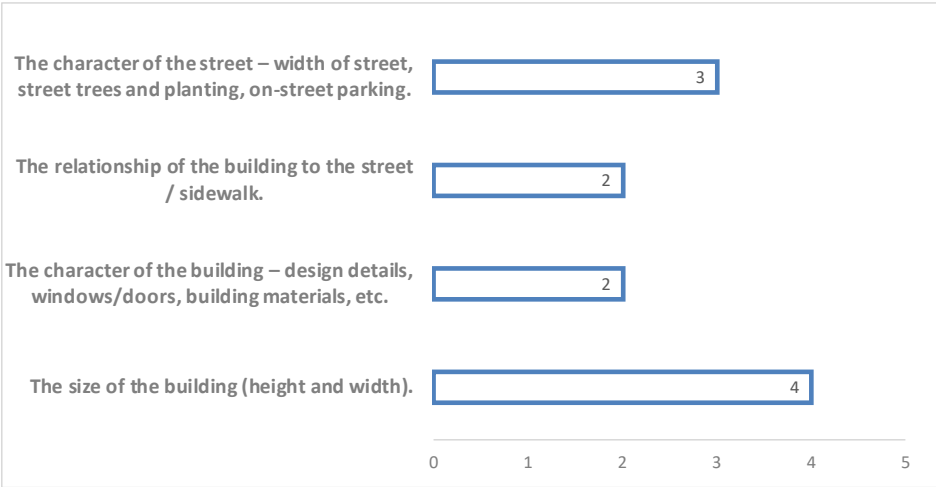 The character of the street – width of street,
street trees and planting, on-street parking.
3
The relationship of the building to the street
/ sidewalk.
2
The character of the building – design details,
windows/doors, building materials, etc.
2
The size of the building (height and width).
4
0 1 2 3 4 5